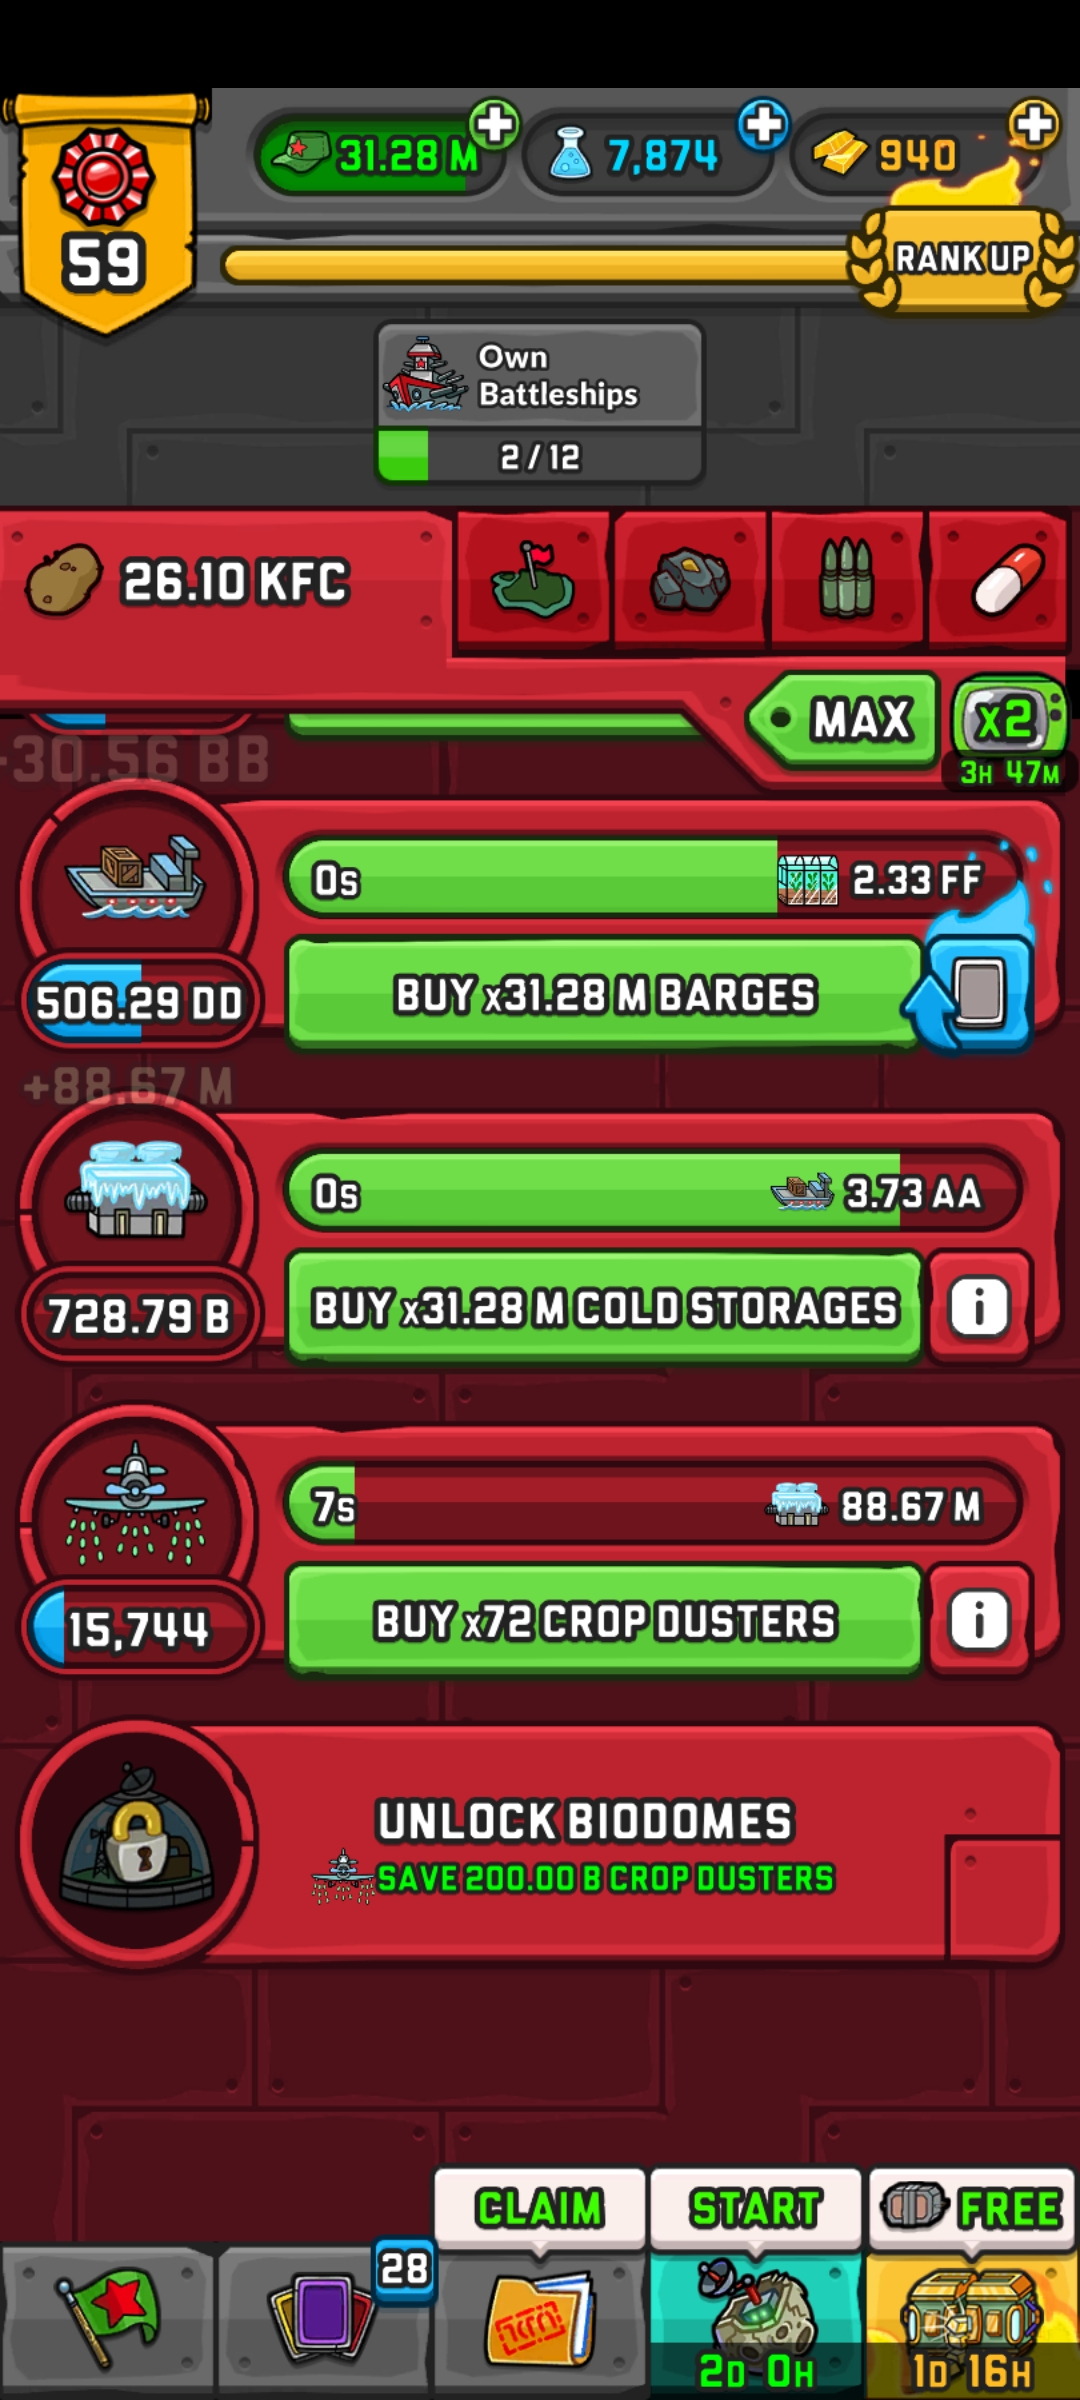 31.28 M
7,874
940
59
RANK UP
Own
Battleships
2 / 12
26.10 KFC
MAX
x2
3H 47M
-30.56 BB
0s
2.33 FF
506.29 DD
BUY x31.28 M BARGES
+88.67 M
0s
3.73 AA
728.79 B
BUY x31.28 M COLD STORAGES
i
7s
88.67 M
15,744
BUY x72 CROP DUSTERS
i
UNLOCK BIODOMES
SAVE 200.00 B CROP DUSTERS
CLAIM
START
FREE
28
2D 0H
1D 16H